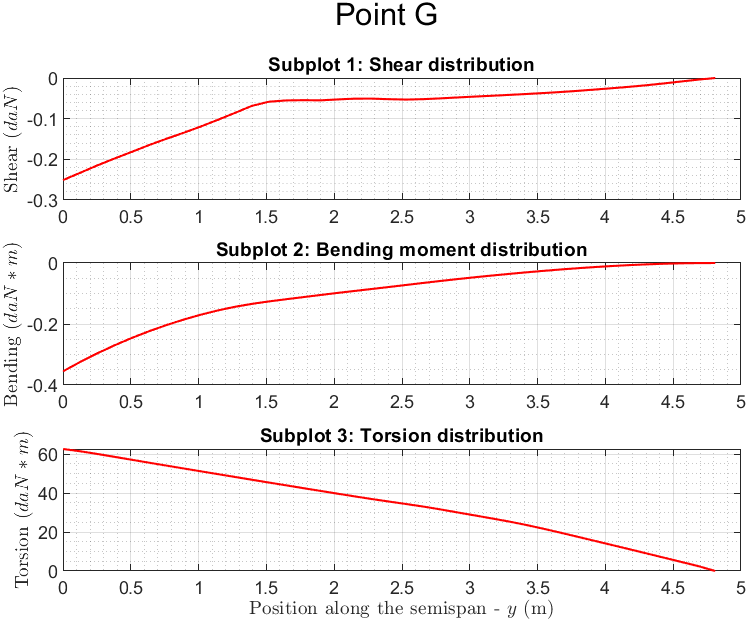 Point G
Subplot 1: Shear distribution
Shear (daN)
0
-0.1
-0.2
-0.3
0 0.5 1 1.5 2 2.5 3 3.5 4 4.5 5
Subplot 2: Bending moment distribution
Bending (daN * m)
0
-0.2
-0.4
0 0.5 1 1.5 2 2.5 3 3.5 4 4.5 5
Subplot 3: Torsion distribution
Torsion (daN * m)
60
40
20
0
0 0.5 1 1.5 2 2.5 3 3.5 4 4.5 5
Position along the semispan - y (m)